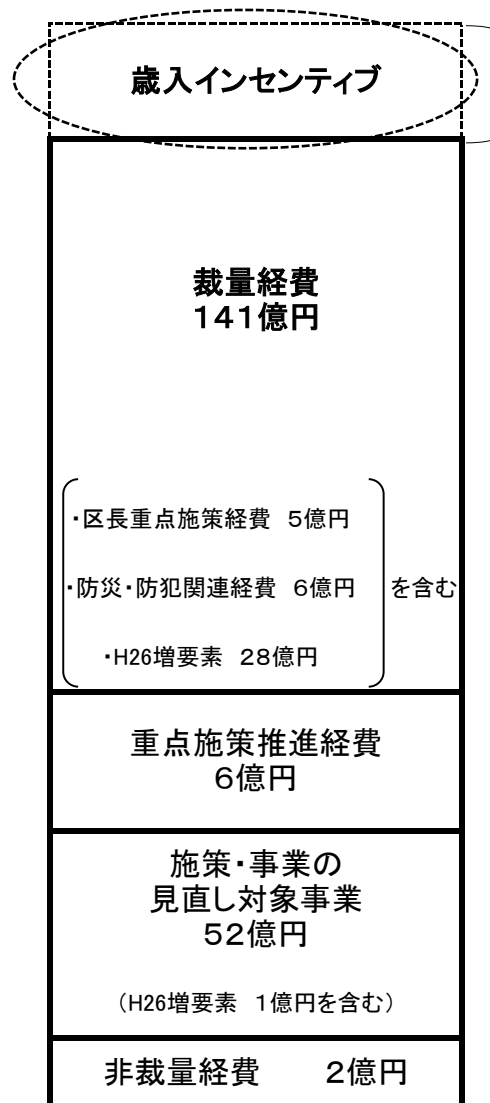 歳入インセンティブ
裁量経費
141億円
・区長重点施策経費 5億円
・防災・防犯関連経費 6億円
を含む
・H26増要素 28億円
重点施策推進経費
6億円
施策・事業の
見直し対象事業
52億円
（H26増要素 1億円を含む）
非裁量経費 2億円